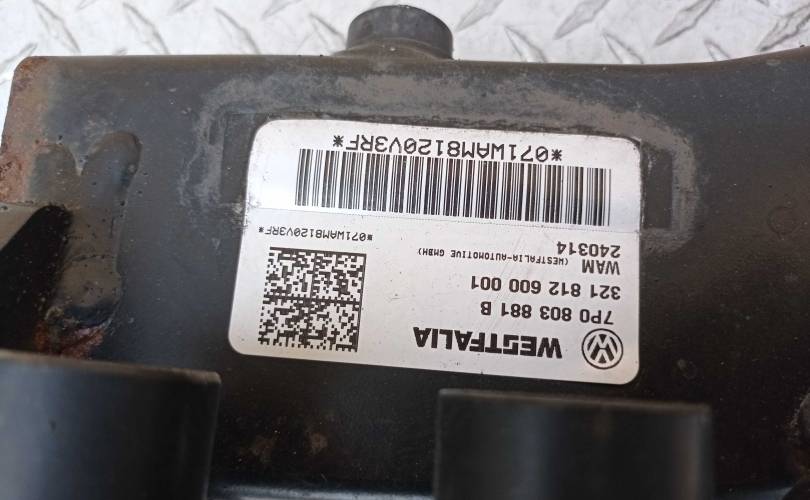 WESTFALIA
7P0 803 881 B
321 812 600 001
WAM (WESTFALIA-AUTOMOTIVE GMBH)
240314
*071WAM8120V3RF*
*071WAM8120V3RF*